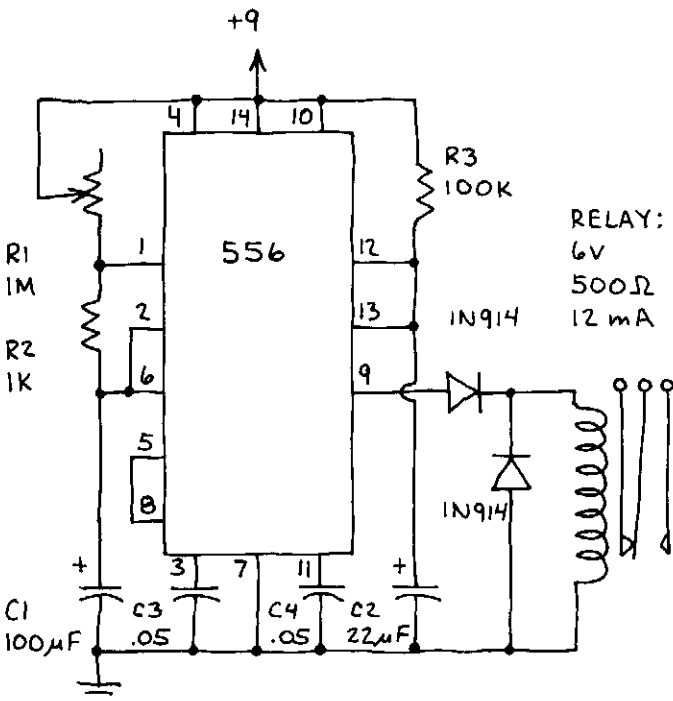 +9
4 14 10
R3
100K
RELAY:
6V
500Ω
12 mA
R1
1M
1
556
12
2
13
1N914
R2
1K
6
9
5
8
1N914
+
3
7
11
+
C1
100µF
C3
.05
C4
.05
C2
22µF